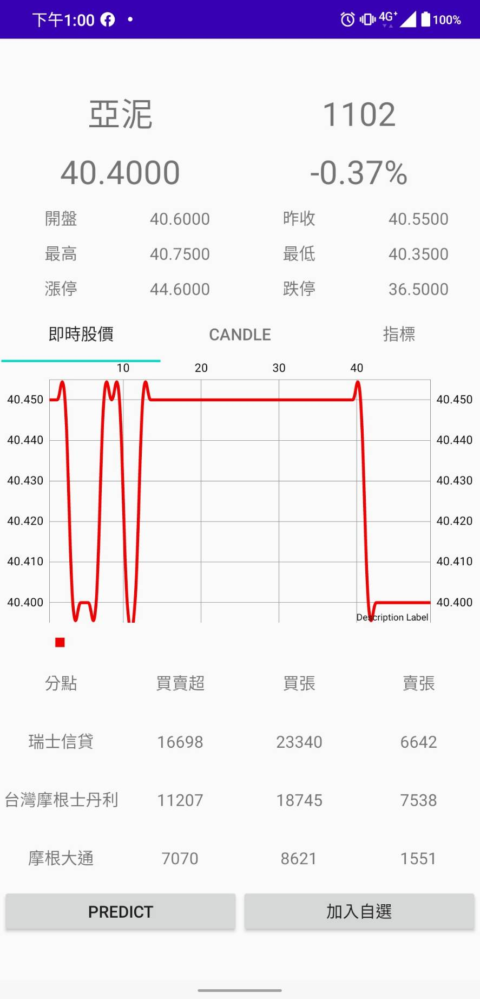 下午1:00 4G+ 100%
亞泥 1102
40.4000 -0.37%
開盤 40.6000 昨收 40.5500
最高 40.7500 最低 40.3500
漲停 44.6000 跌停 36.5000
即時股價 CANDLE 指標
10 20 30 40
40.450 40.450
40.440 40.440
40.430 40.430
40.420 40.420
40.410 40.410
40.400 40.400
Description Label
分點 買賣超 買張 賣張
瑞士信貸 16698 23340 6642
台灣摩根士丹利 11207 18745 7538
摩根大通 7070 8621 1551
PREDICT 加入自選